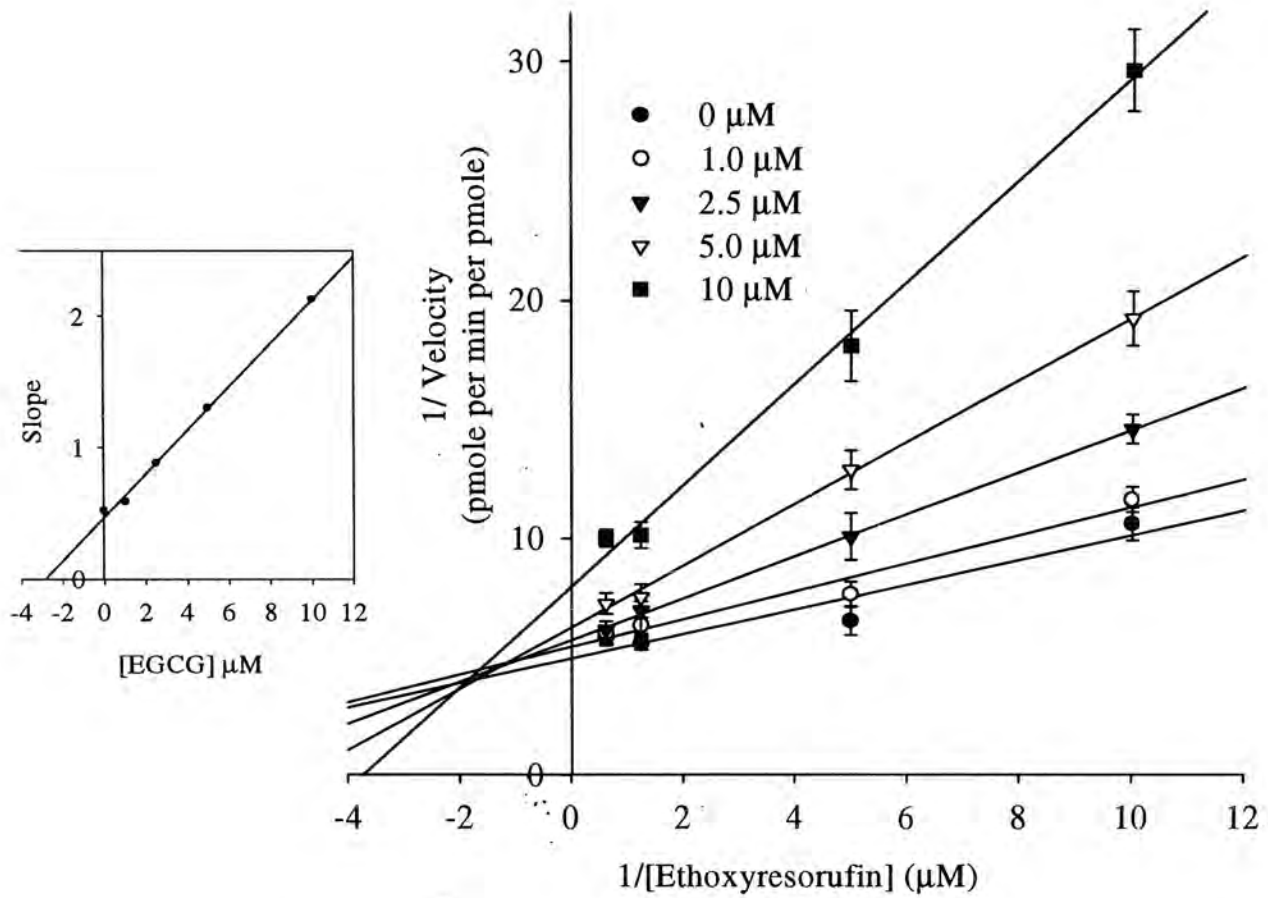 30
20
10
0
1/ Velocity
(pmole per min per pmole)
0 μM
1.0 μM
2.5 μM
5.0 μM
10 μM
-4 -2 0 2 4 6 8 10 12
1/[Ethoxyresorufin] (μM)
2
1
0
Slope
-4 -2 0 2 4 6 8 10 12
[EGCG] μM